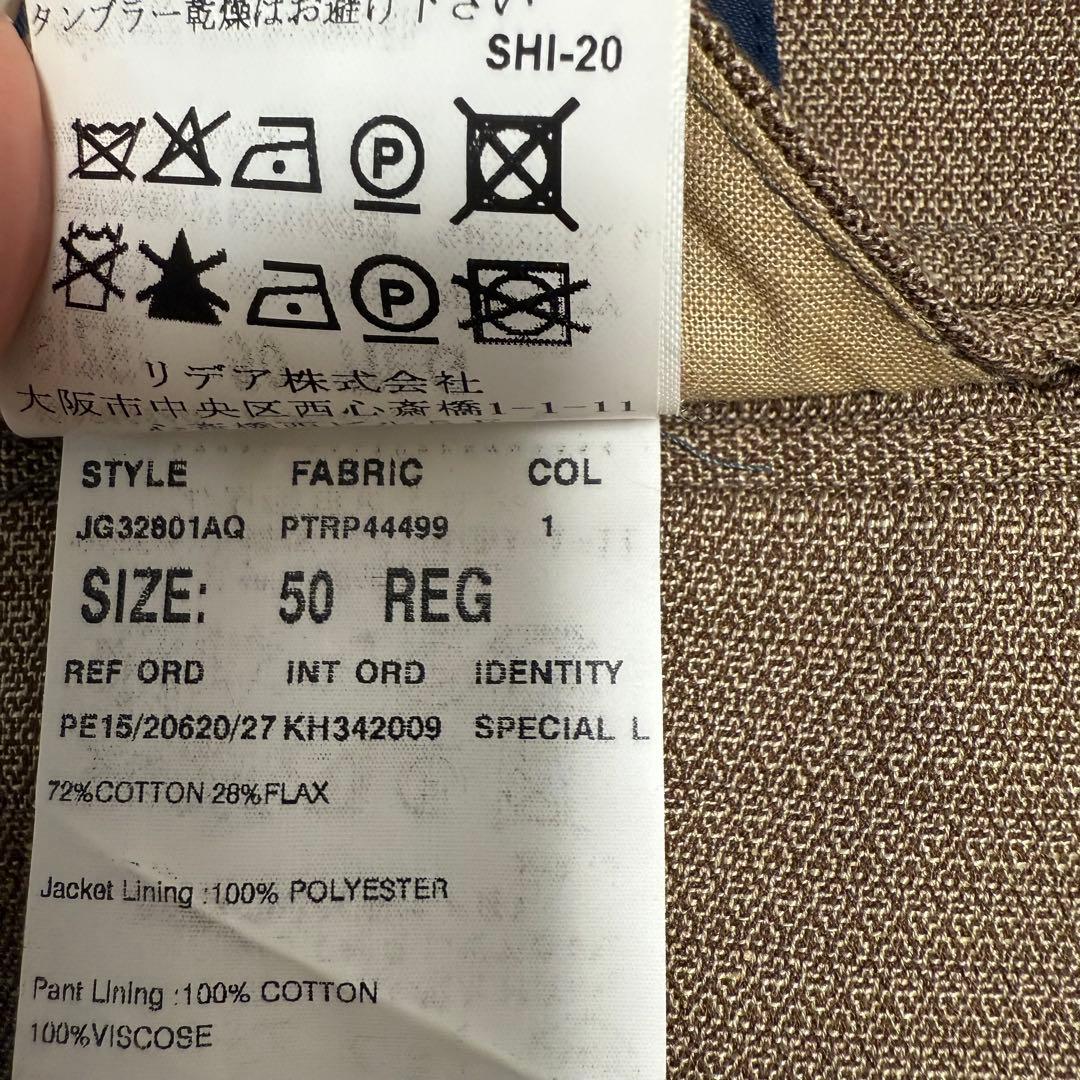 タンブラー乾燥はお避け下さい
SHI-20
P
P
リデア株式会社
大阪市中央区西心斎橋1-1-11
STYLE FABRIC COL
JG32801AQ PTRP44499 1
SIZE: 50 REG
REF ORD INT ORD IDENTITY
PE15/20620/27 KH342009 SPECIAL L
72%COTTON 28%FLAX
Jacket Lining :100% POLYESTER
Pant Lining :100% COTTON
100%VISCOSE